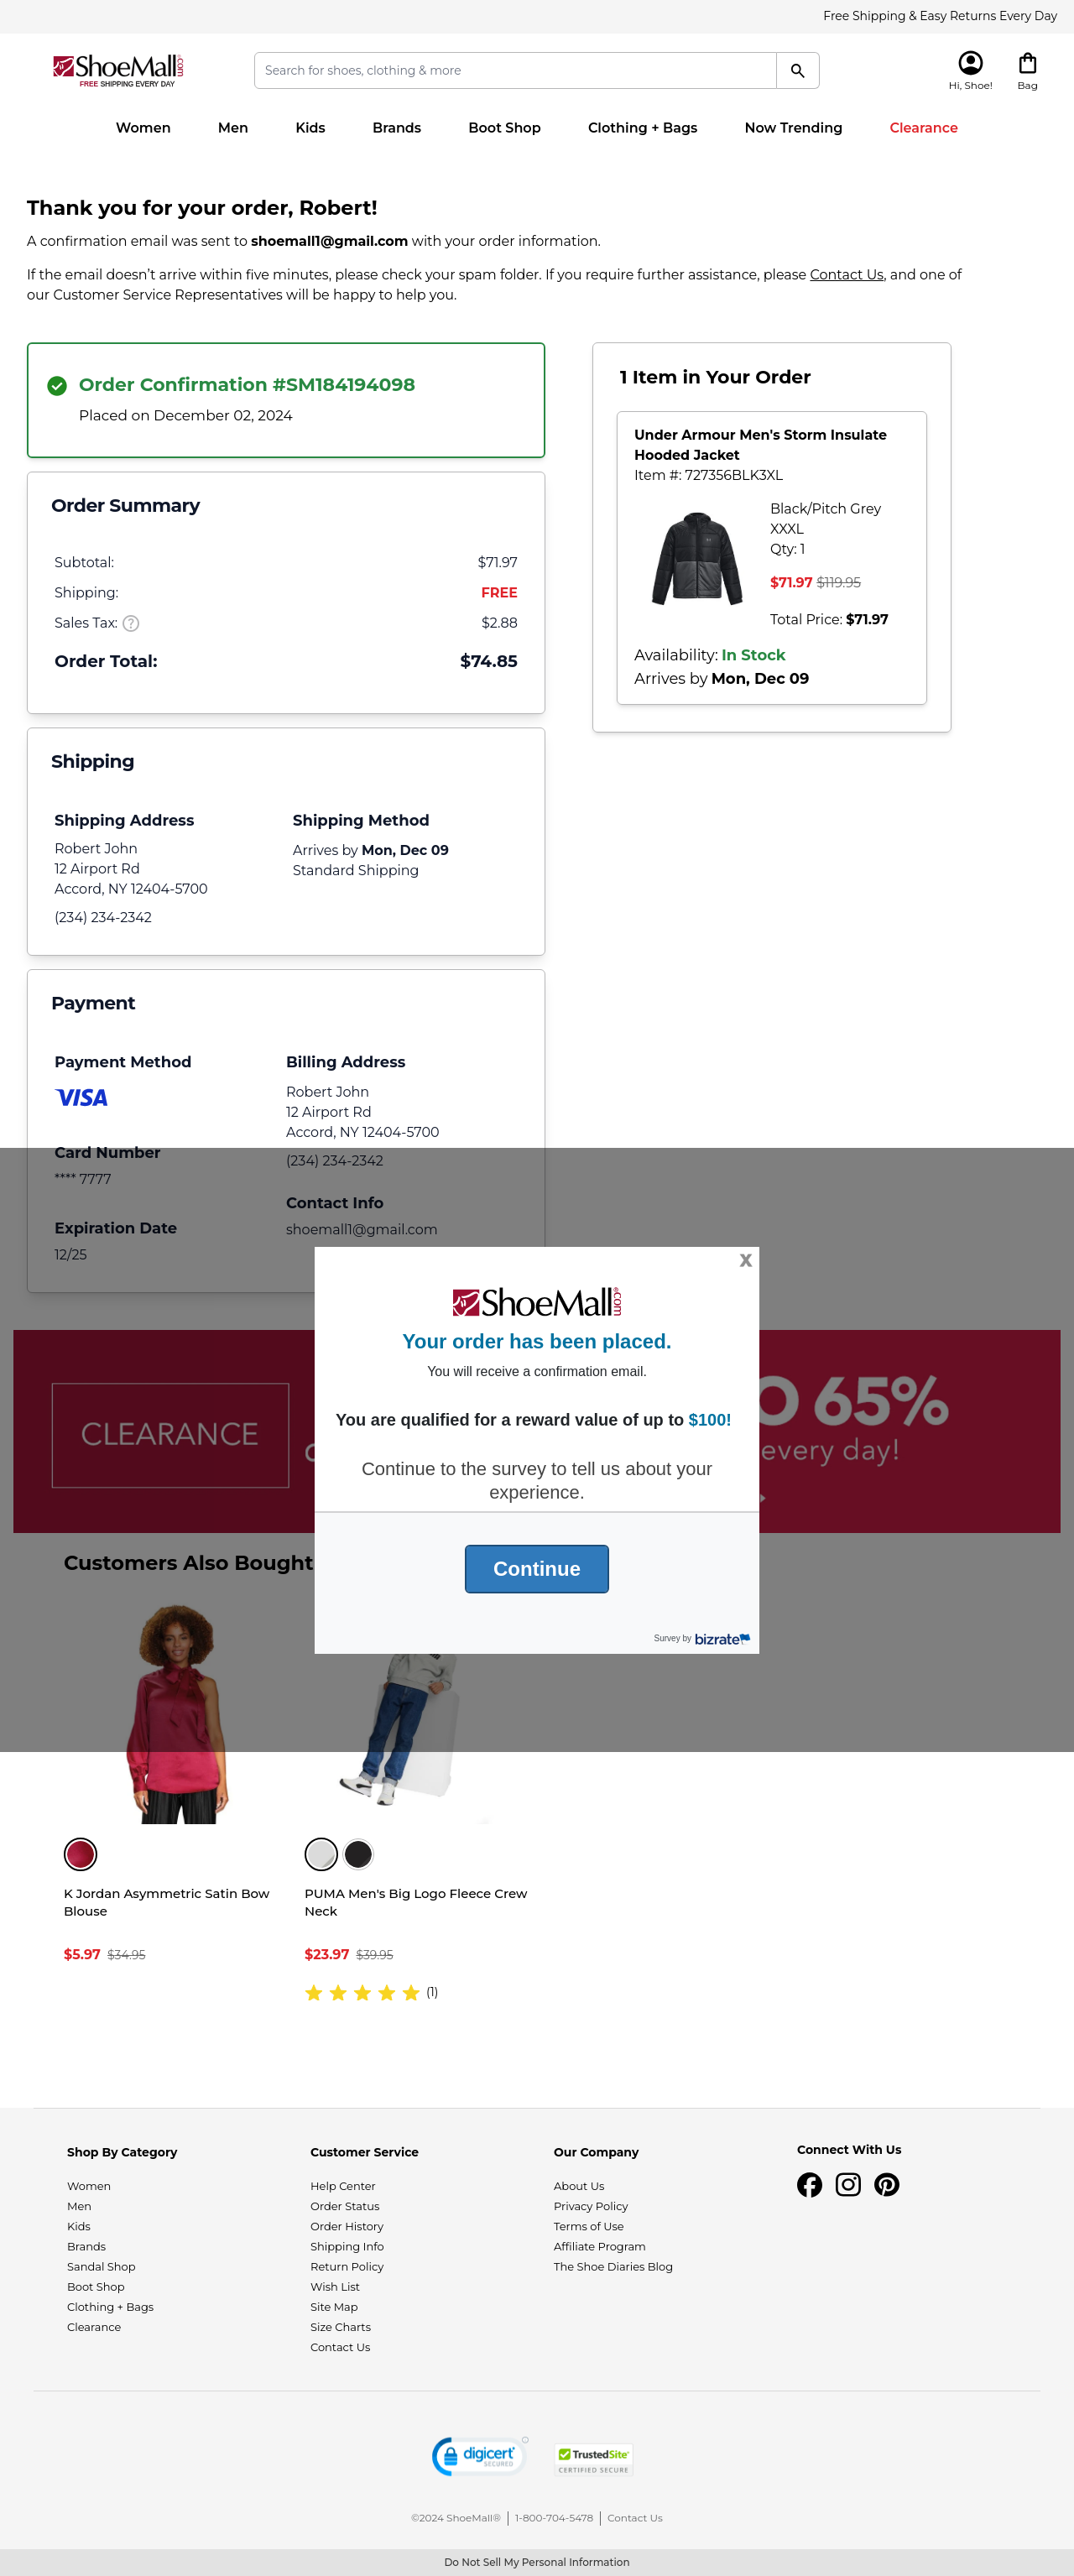 Free Shipping & Easy Returns Every Day
ShoeMall.com
FREE SHIPPING EVERY DAY
Search for shoes, clothing & more
Hi, Shoe!
Bag
Women Men Kids Brands Boot Shop Clothing + Bags Now Trending Clearance
Thank you for your order, Robert!
A confirmation email was sent to shoemall1@gmail.com with your order information.
If the email doesn't arrive within five minutes, please check your spam folder. If you require further assistance, please Contact Us, and one of
our Customer Service Representatives will be happy to help you.
Order Confirmation #SM184194098
Placed on December 02, 2024
Order Summary
Subtotal: $71.97
Shipping: FREE
Sales Tax: ? $2.88
Order Total: $74.85
1 Item in Your Order
Under Armour Men's Storm Insulate
Hooded Jacket
Item #: 727356BLK3XL
Black/Pitch Grey
XXXL
Qty: 1
$71.97 $119.95
Total Price: $71.97
Availability: In Stock
Arrives by Mon, Dec 09
Shipping
Shipping Address
Robert John
12 Airport Rd
Accord, NY 12404-5700
(234) 234-2342
Shipping Method
Arrives by Mon, Dec 09
Standard Shipping
Payment
Payment Method
VISA
Card Number
**** 7777
Expiration Date
12/25
Billing Address
Robert John
12 Airport Rd
Accord, NY 12404-5700
(234) 234-2342
Contact Info
shoemall1@gmail.com
X
ShoeMall.com
Your order has been placed.
You will receive a confirmation email.
You are qualified for a reward value of up to $100!
Continue to the survey to tell us about your
experience.
Continue
Survey by bizrate
CLEARANCE
O 65%
every day!
Customers Also Bought
K Jordan Asymmetric Satin Bow
Blouse
$5.97 $34.95
PUMA Men's Big Logo Fleece Crew
Neck
$23.97 $39.95
(1)
Shop By Category
Women
Men
Kids
Brands
Sandal Shop
Boot Shop
Clothing + Bags
Clearance
Customer Service
Help Center
Order Status
Order History
Shipping Info
Return Policy
Wish List
Site Map
Size Charts
Contact Us
Our Company
About Us
Privacy Policy
Terms of Use
Affiliate Program
The Shoe Diaries Blog
Connect With Us
digicert
SECURED
TrustedSite
CERTIFIED SECURE
©2024 ShoeMall® | 1-800-704-5478 | Contact Us
Do Not Sell My Personal Information